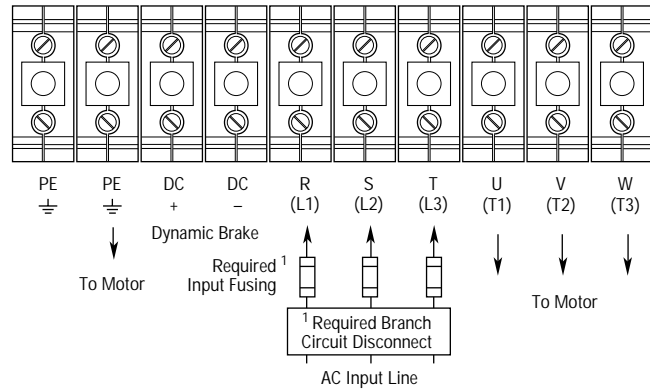 PE PE DC DC R S T U V W
+ – (L1) (L2) (L3) (T1) (T2) (T3)
Dynamic Brake
Required 1
Input Fusing
To Motor
To Motor
1 Required Branch
Circuit Disconnect
AC Input Line